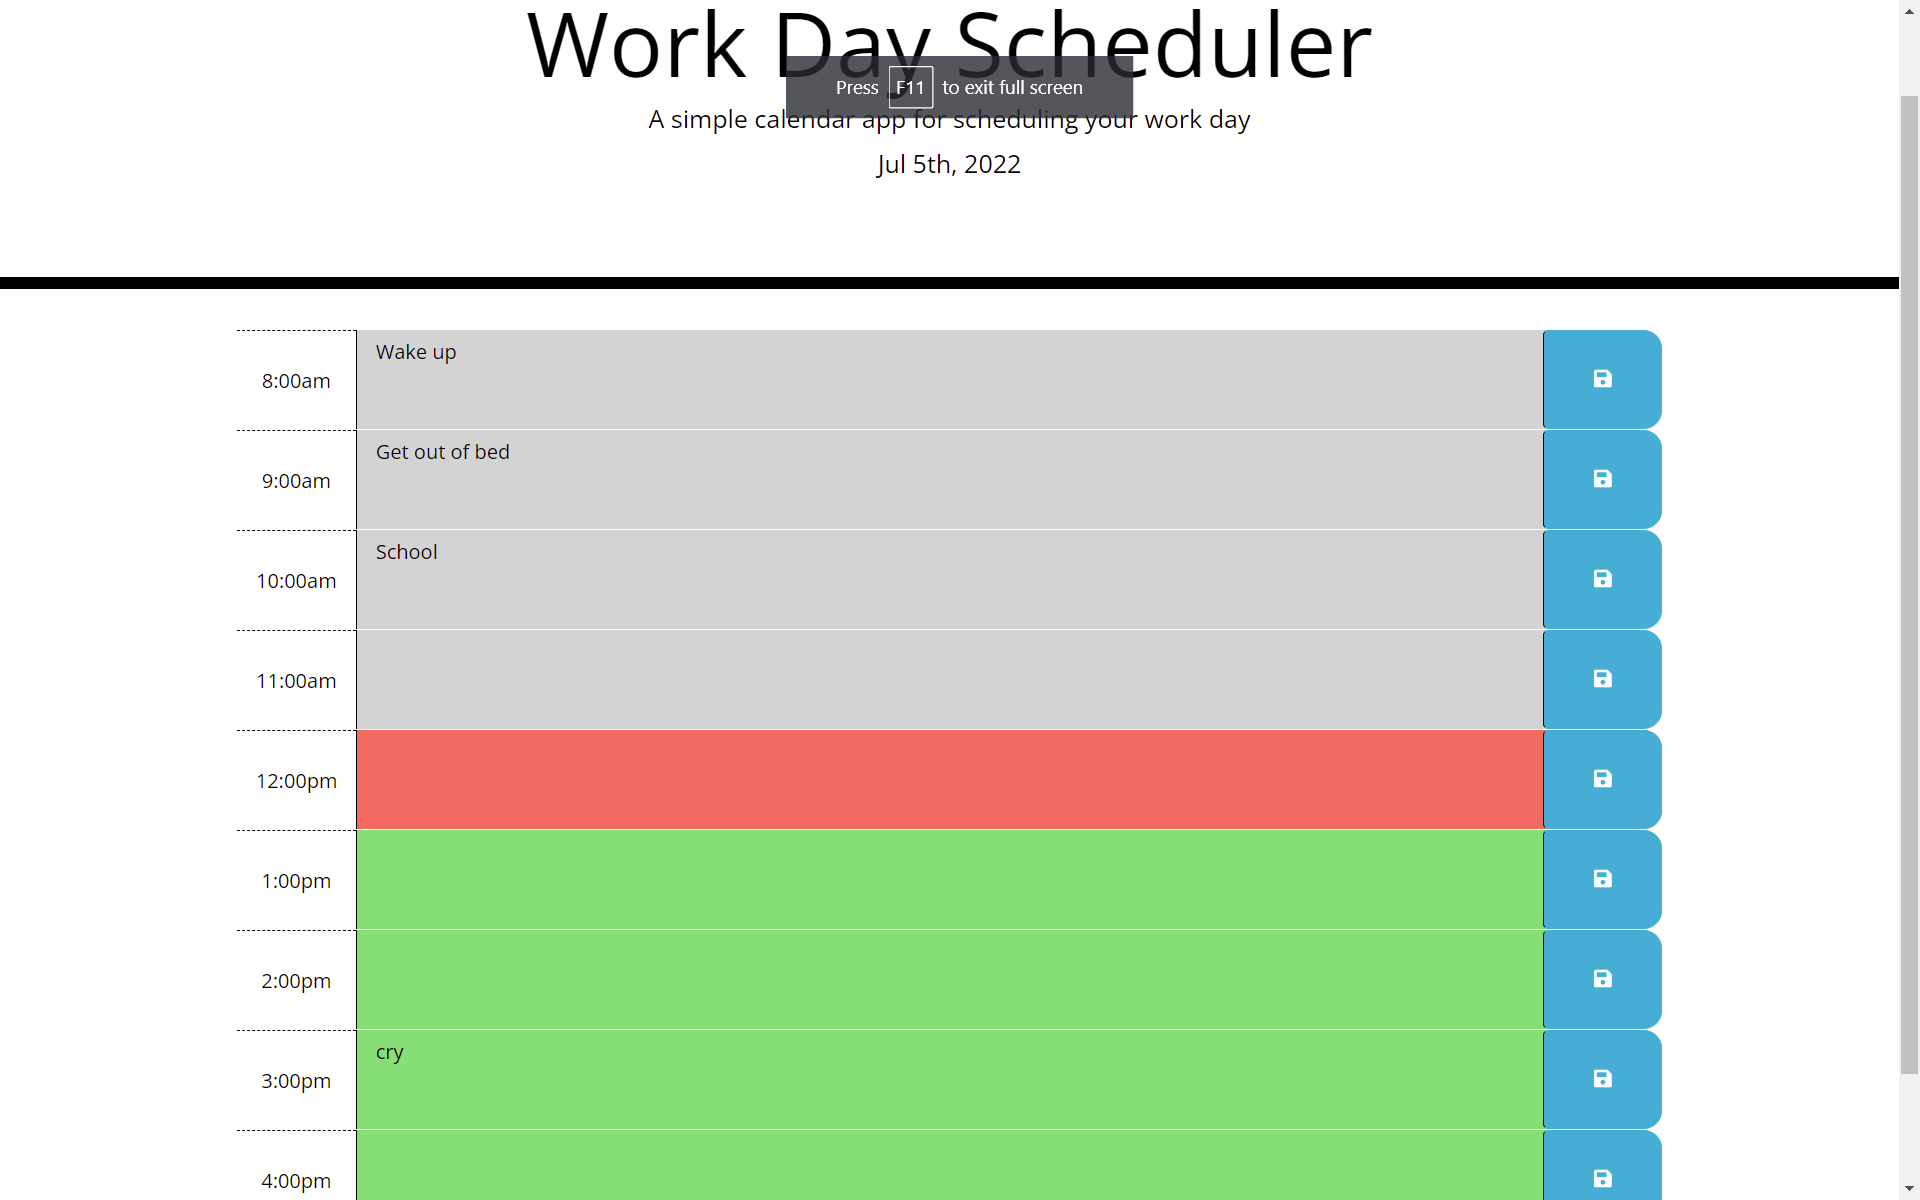 Work Day Scheduler
Press F11 to exit full screen
A simple calendar app for scheduling your work day
Jul 5th, 2022
Wake up
8:00am
Get out of bed
9:00am
School
10:00am
11:00am
12:00pm
1:00pm
2:00pm
cry
3:00pm
4:00pm